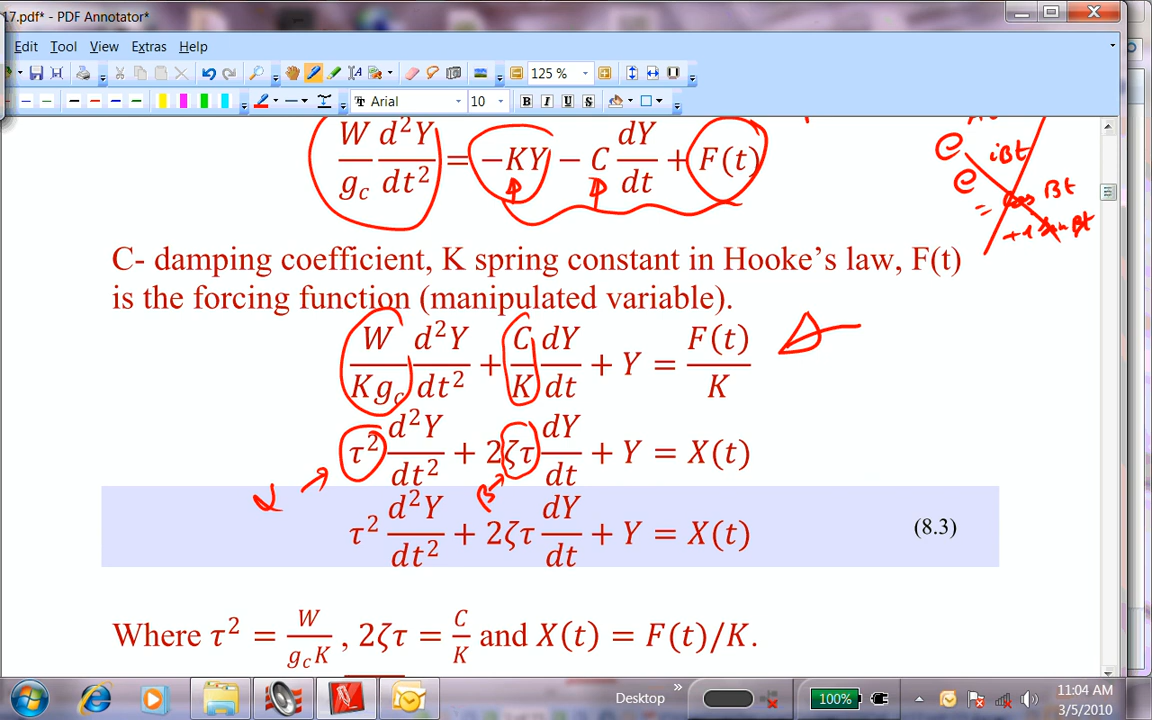 17.pdf* - PDF Annotator*
Edit Tool View Extras Help
125 %
Arial 10 B I U S
W/g_c d²Y/dt² = −KY − C dY/dt + F(t)
e iBt
e
= Cos Bt
C- damping coefficient, K spring constant in Hooke's law, F(t)
is the forcing function (manipulated variable).
W/Kg_c d²Y/dt² + C/K dY/dt + Y = F(t)/K
τ² d²Y/dt² + 2ζτ dY/dt + Y = X(t)
α β
τ² d²Y/dt² + 2ζτ dY/dt + Y = X(t) (8.3)
Where τ² = W/g_cK , 2ζτ = C/K and X(t) = F(t)/K.
Desktop » 100% 11:04 AM
3/5/2010